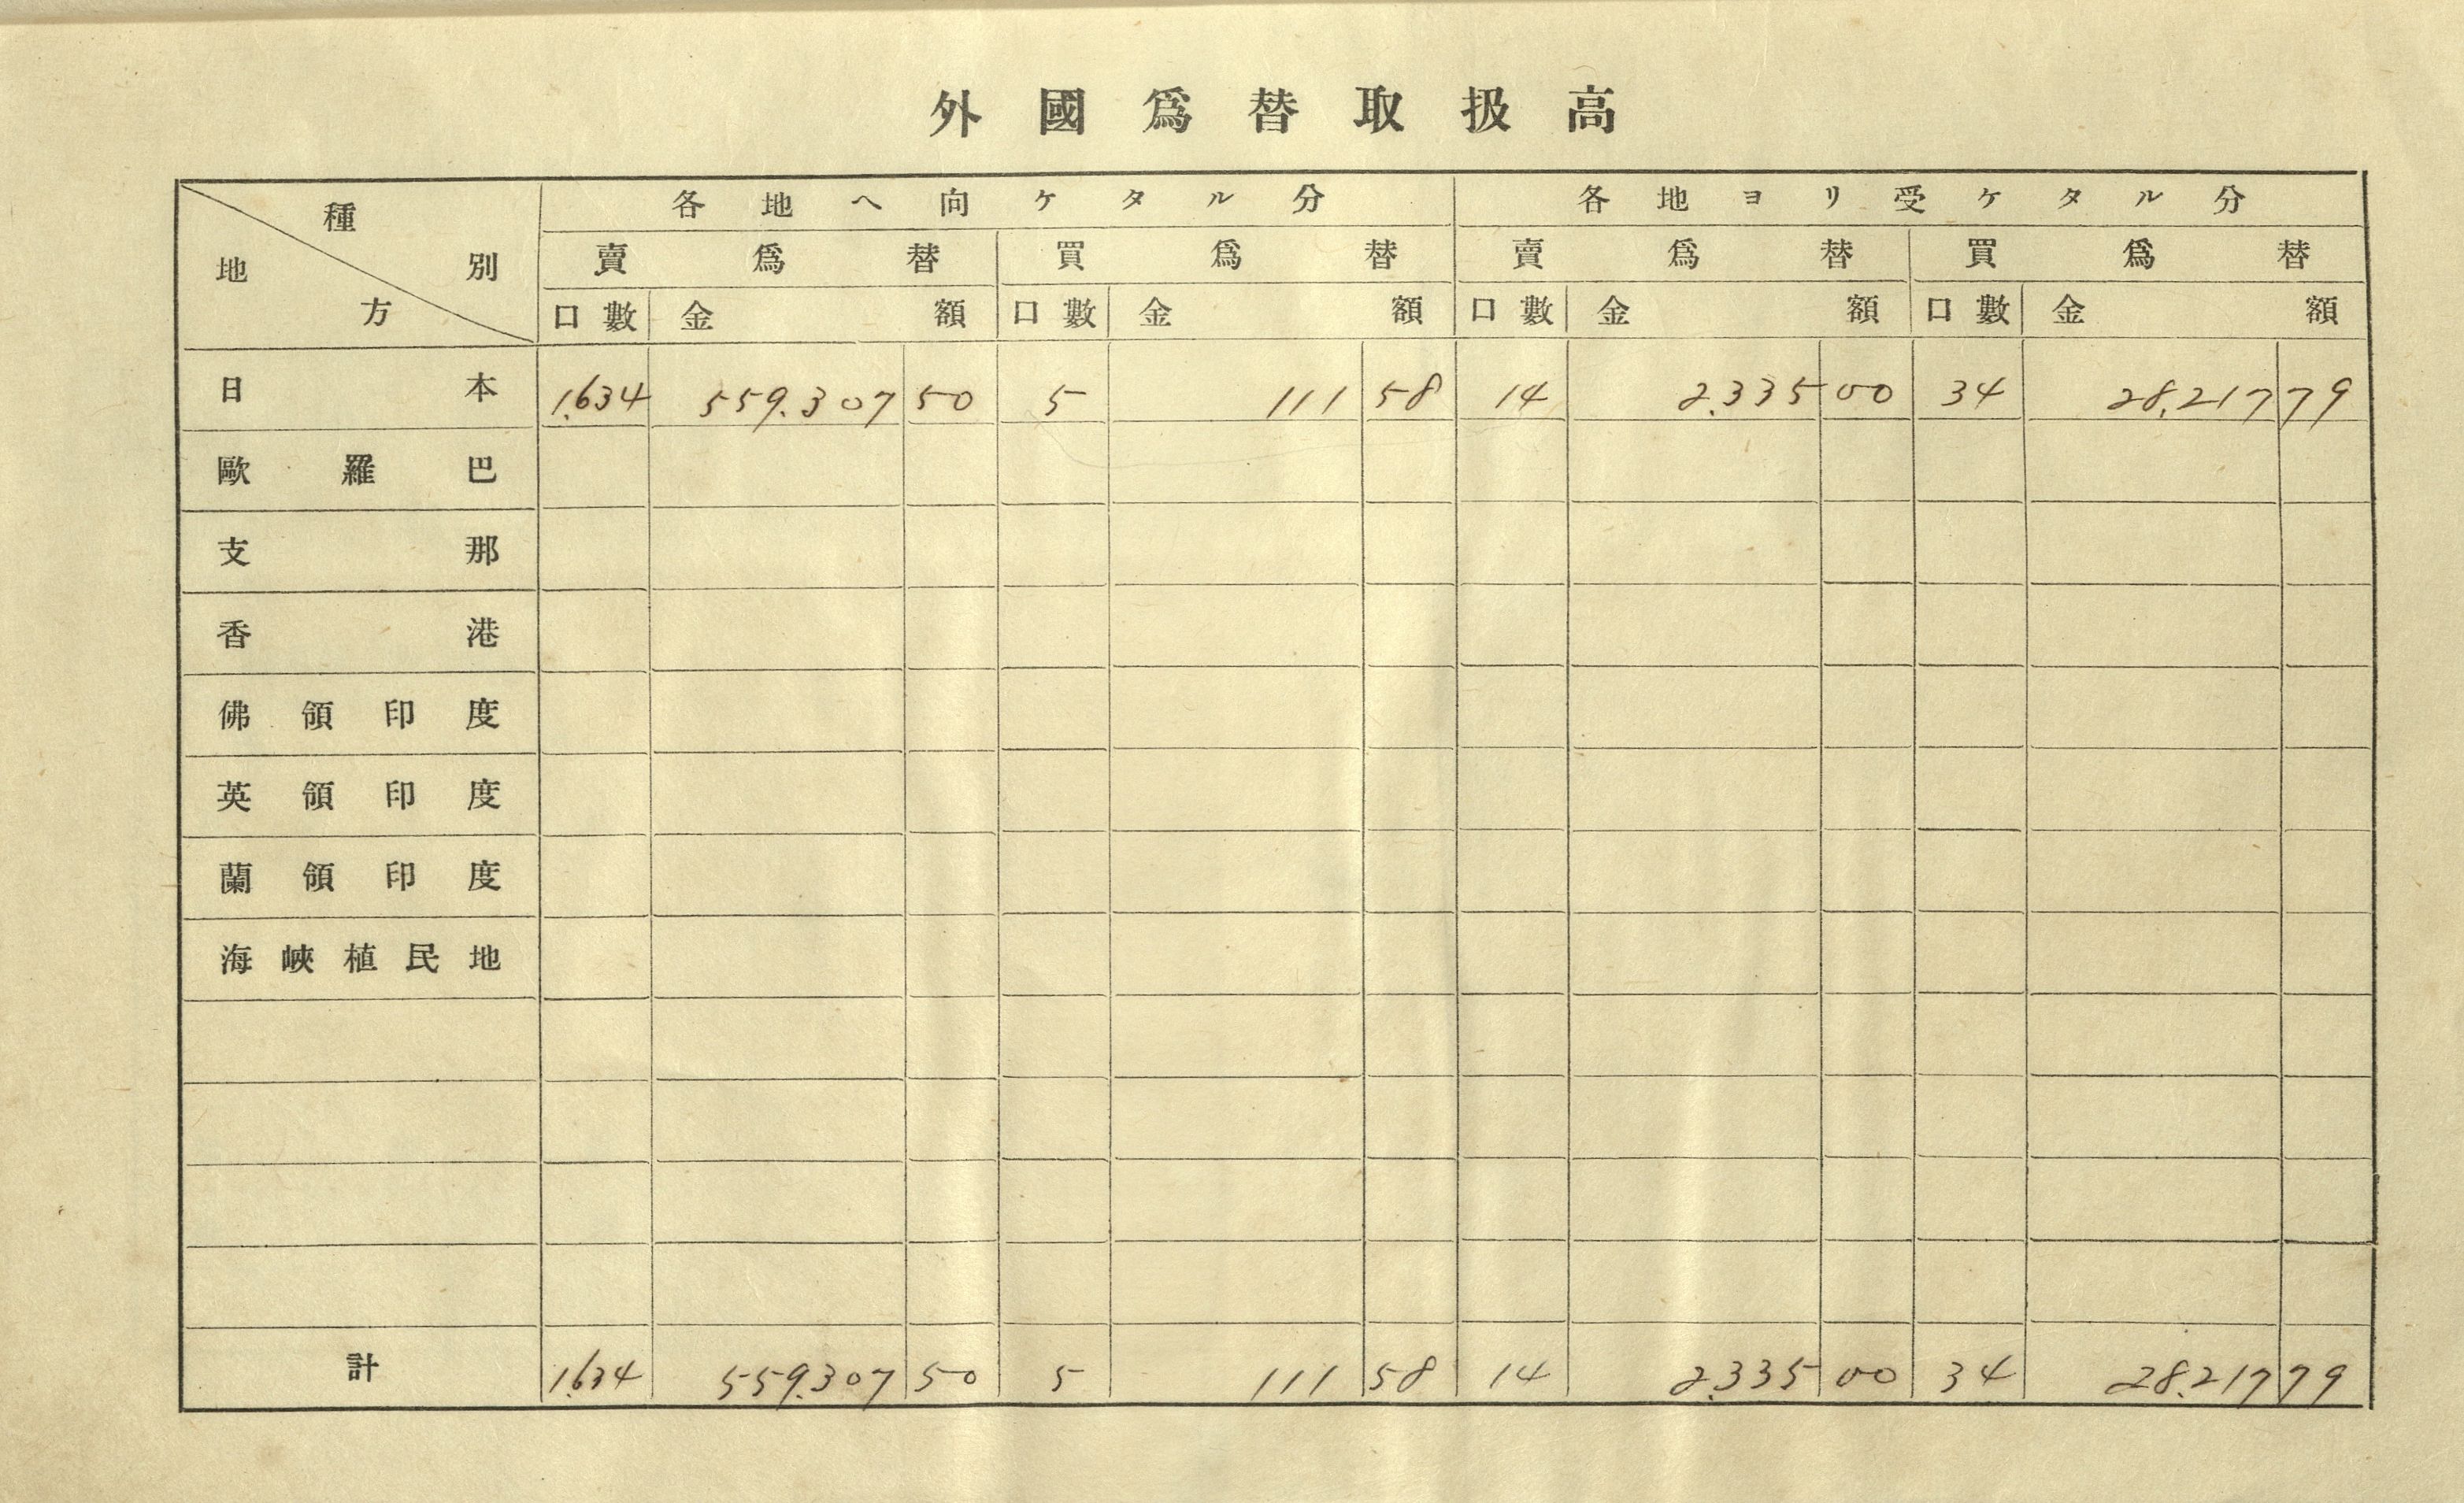 外國爲替取扱高
種別 地方 各地ヘ向ケタル分 各地ヨリ受ケタル分
賣爲替 買爲替 賣爲替 買爲替
口數 金額 口數 金額 口數 金額 口數 金額
日本 1.634 559.307 50 5 111 58 14 2.335 00 34 28.217 79
歐羅巴
支那
香港
佛領印度
英領印度
蘭領印度
海峽植民地
計 1.634 559.307 50 5 111 58 14 2.335 00 34 28.217 79